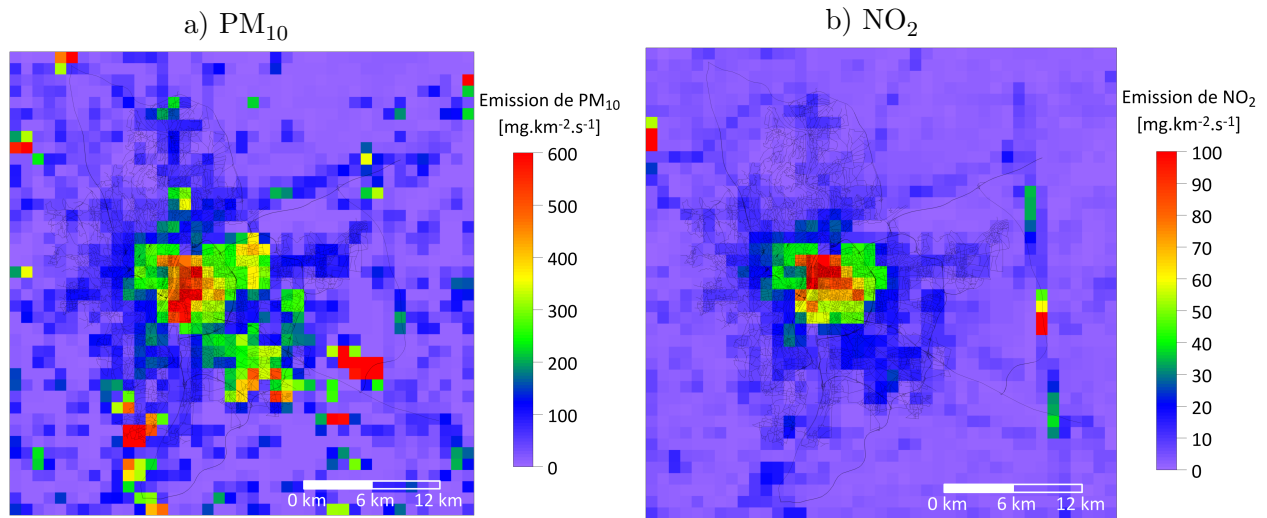 a) PM₁₀
b) NO₂
Emission de PM₁₀
[mg.km⁻².s⁻¹]
600
500
400
300
200
100
0
0 km 6 km 12 km
Emission de NO₂
[mg.km⁻².s⁻¹]
100
90
80
70
60
50
40
30
20
10
0
0 km 6 km 12 km